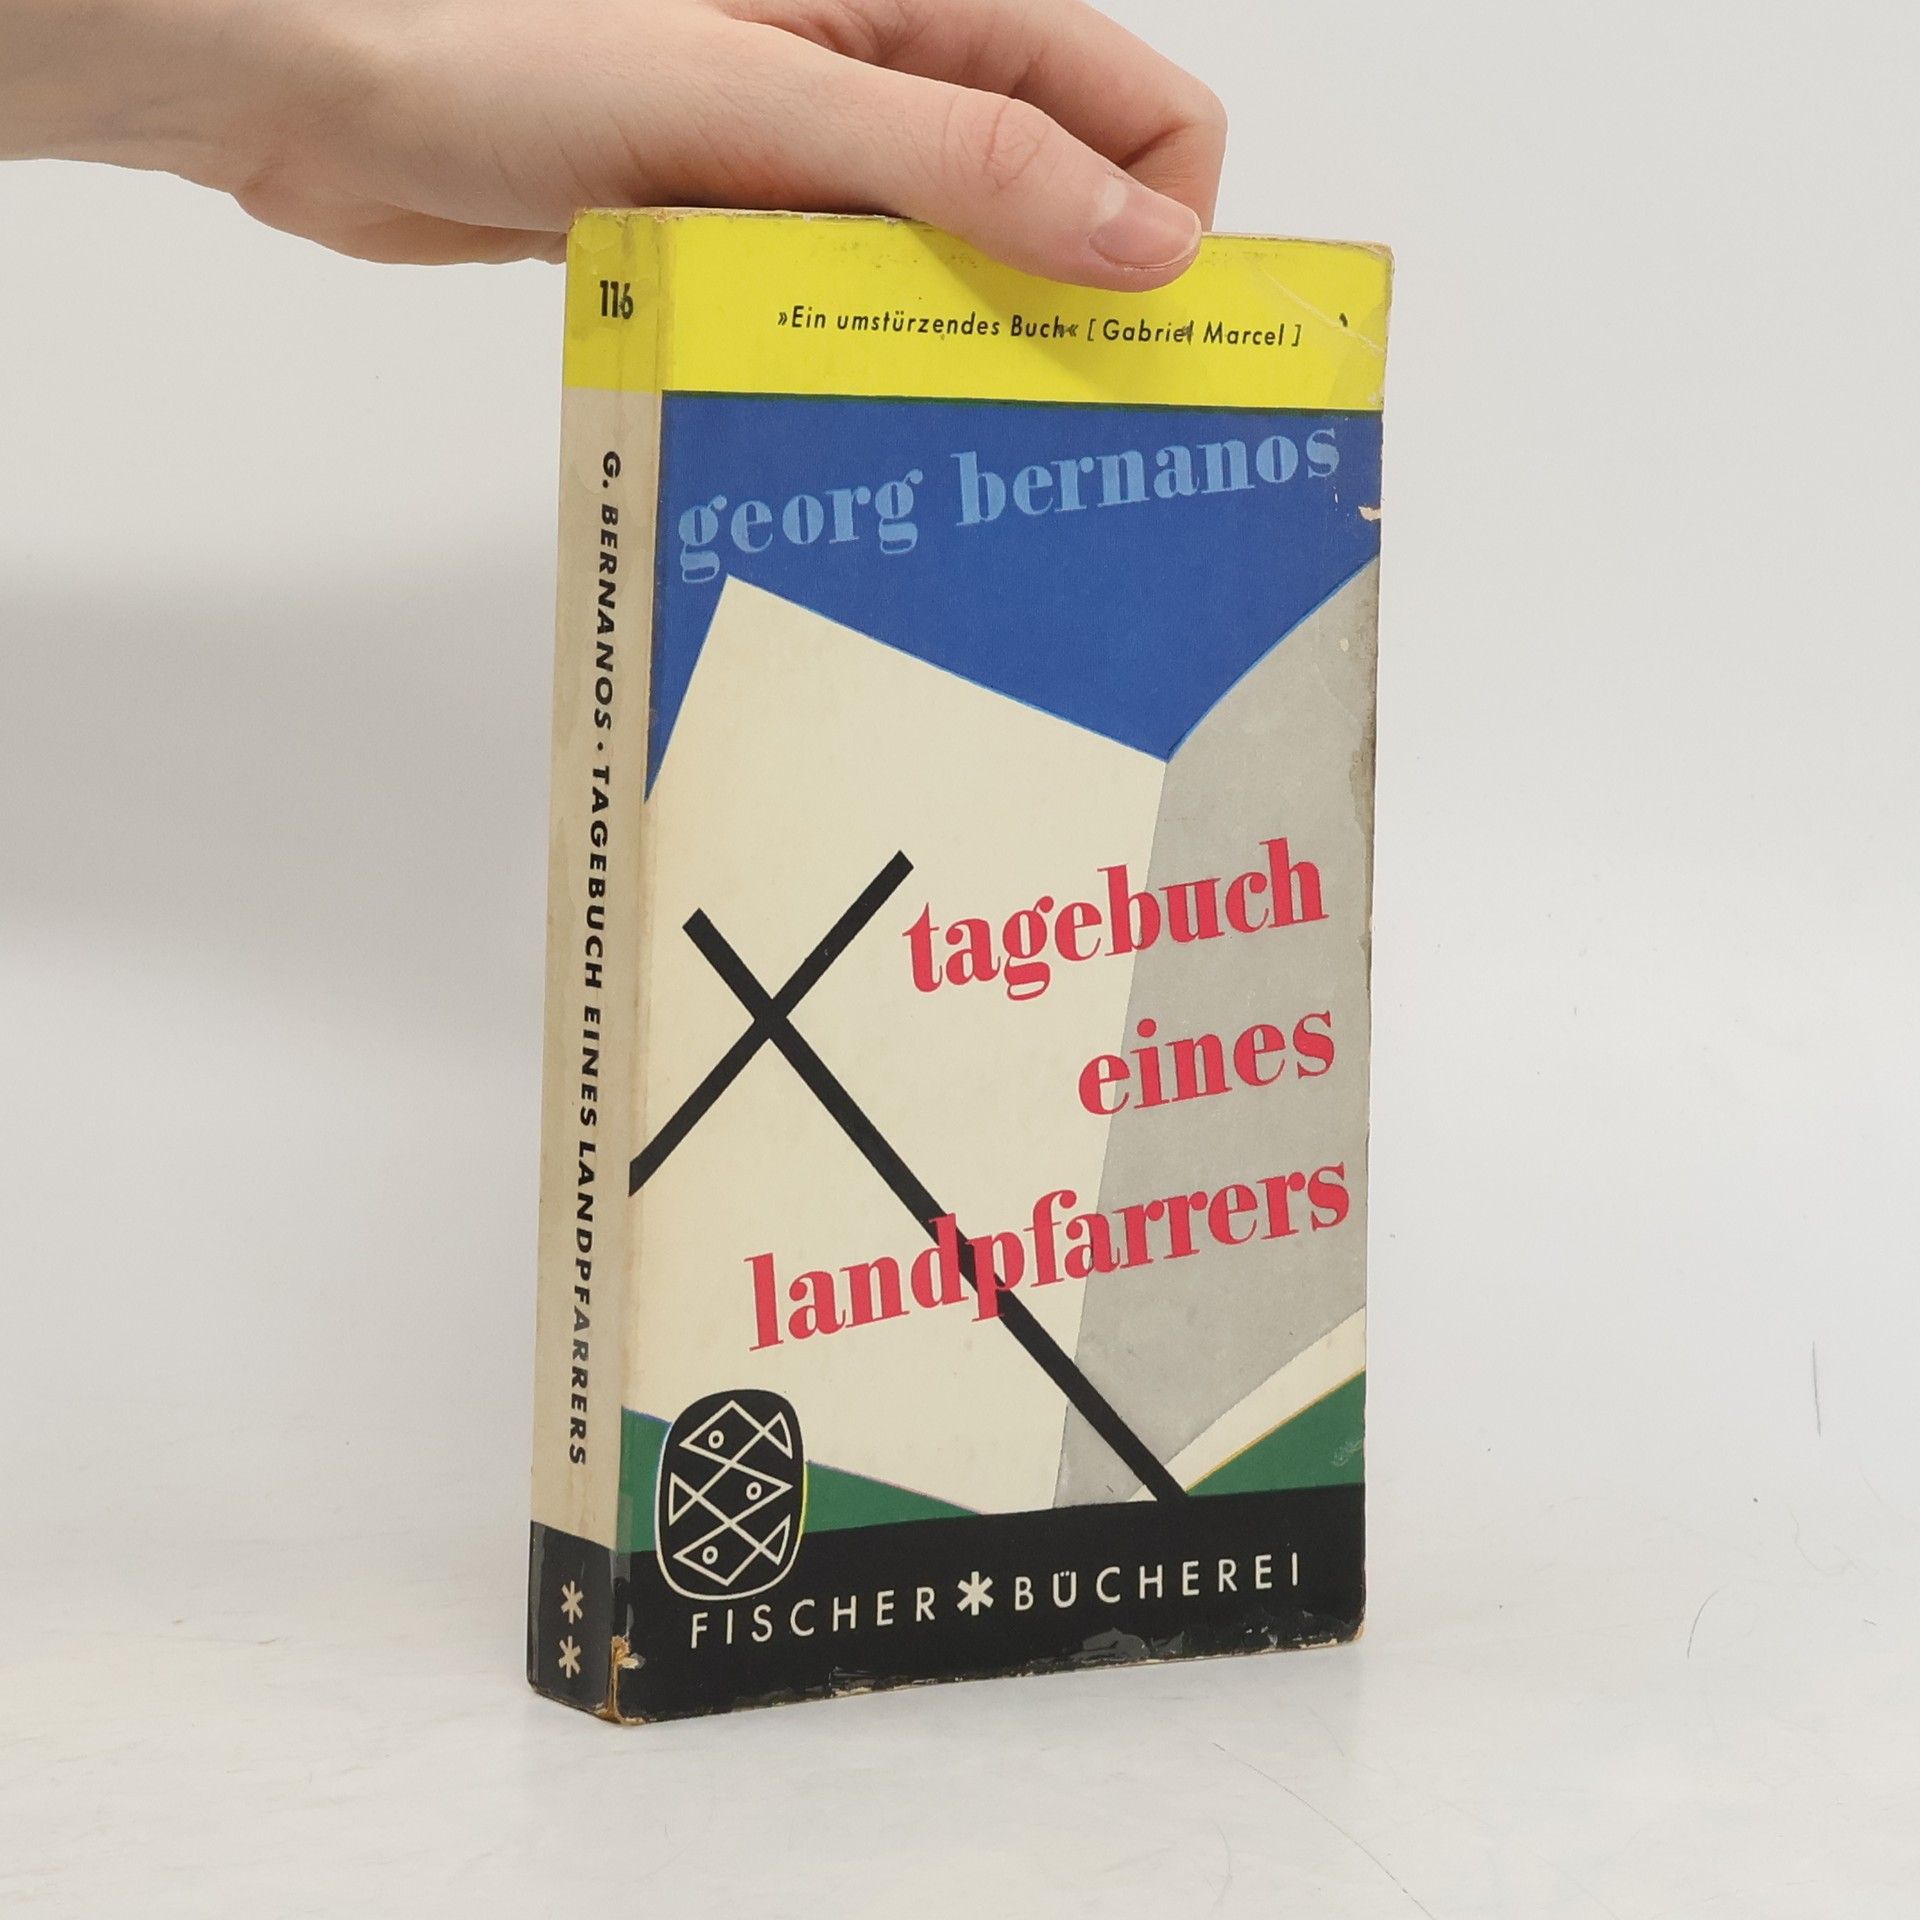 116
»Ein umstürzendes Buch« [Gabriel Marcel]
georg bernanos
tagebuch
eines
landpfarrers
FISCHER*BÜCHEREI
G. BERNANOS · TAGEBUCH EINES LANDPFARRERS
*
*